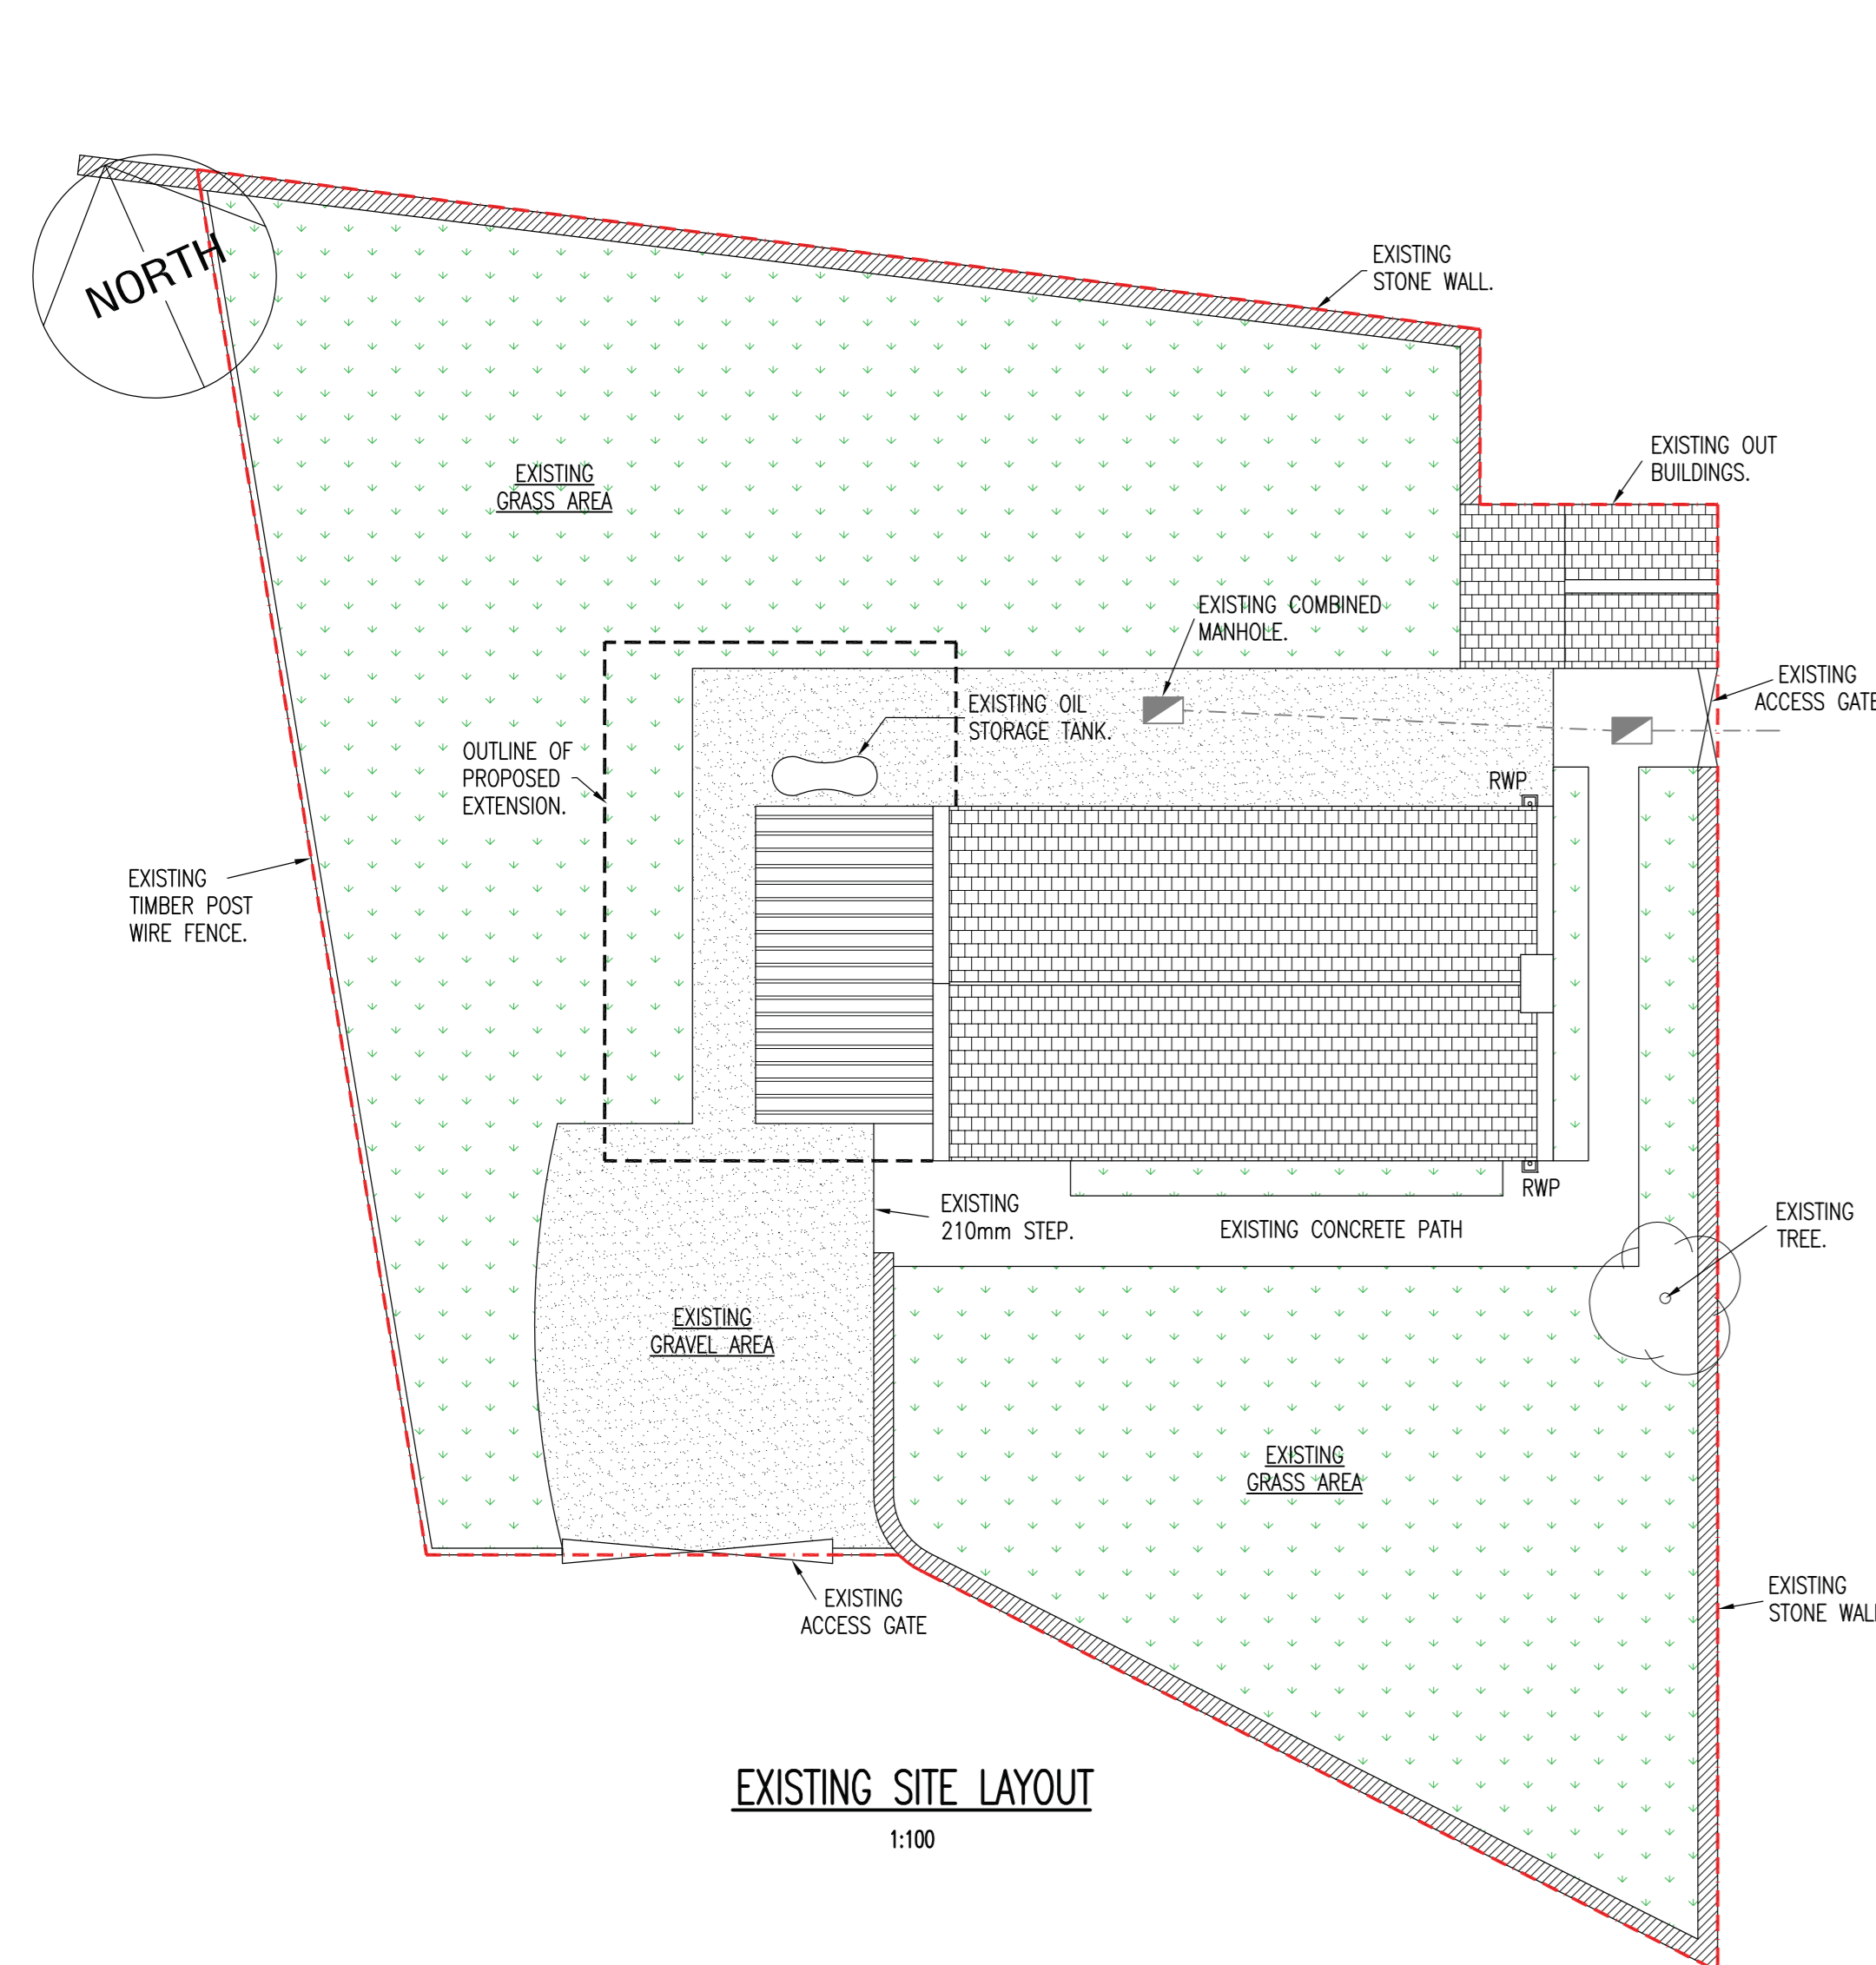 NORTH
EXISTING
STONE WALL.
EXISTING OUT
BUILDINGS.
EXISTING
GRASS AREA
EXISTING COMBINED
MANHOLE.
EXISTING
ACCESS GATE
EXISTING OIL
STORAGE TANK.
OUTLINE OF
PROPOSED
EXTENSION.
RWP
EXISTING
TIMBER POST
WIRE FENCE.
RWP
EXISTING
210mm STEP.
EXISTING CONCRETE PATH
EXISTING
TREE.
EXISTING
GRAVEL AREA
EXISTING
GRASS AREA
EXISTING
ACCESS GATE
EXISTING
STONE WALL
EXISTING SITE LAYOUT
1:100